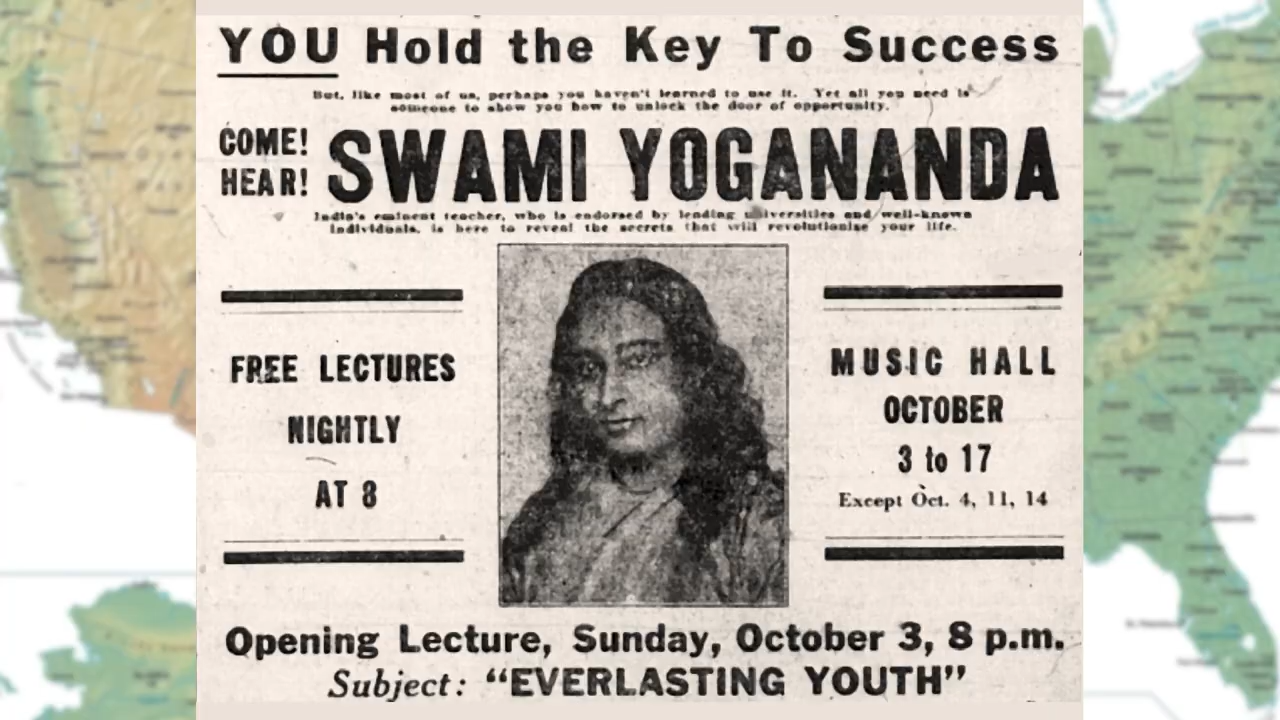 YOU Hold the Key To Success
But, like most of us, perhaps you haven't learned to use it. Yet all you need is
someone to show you how to unlock the door of opportunity.
COME!
HEAR!
SWAMI YOGANANDA
India's eminent teacher, who is endorsed by leading universities and well-known
individuals, is here to reveal the secrets that will revolutionize your life.
FREE LECTURES
NIGHTLY
AT 8
MUSIC HALL
OCTOBER
3 to 17
Except Oct. 4, 11, 14
Opening Lecture, Sunday, October 3, 8 p.m.
Subject: "EVERLASTING YOUTH"